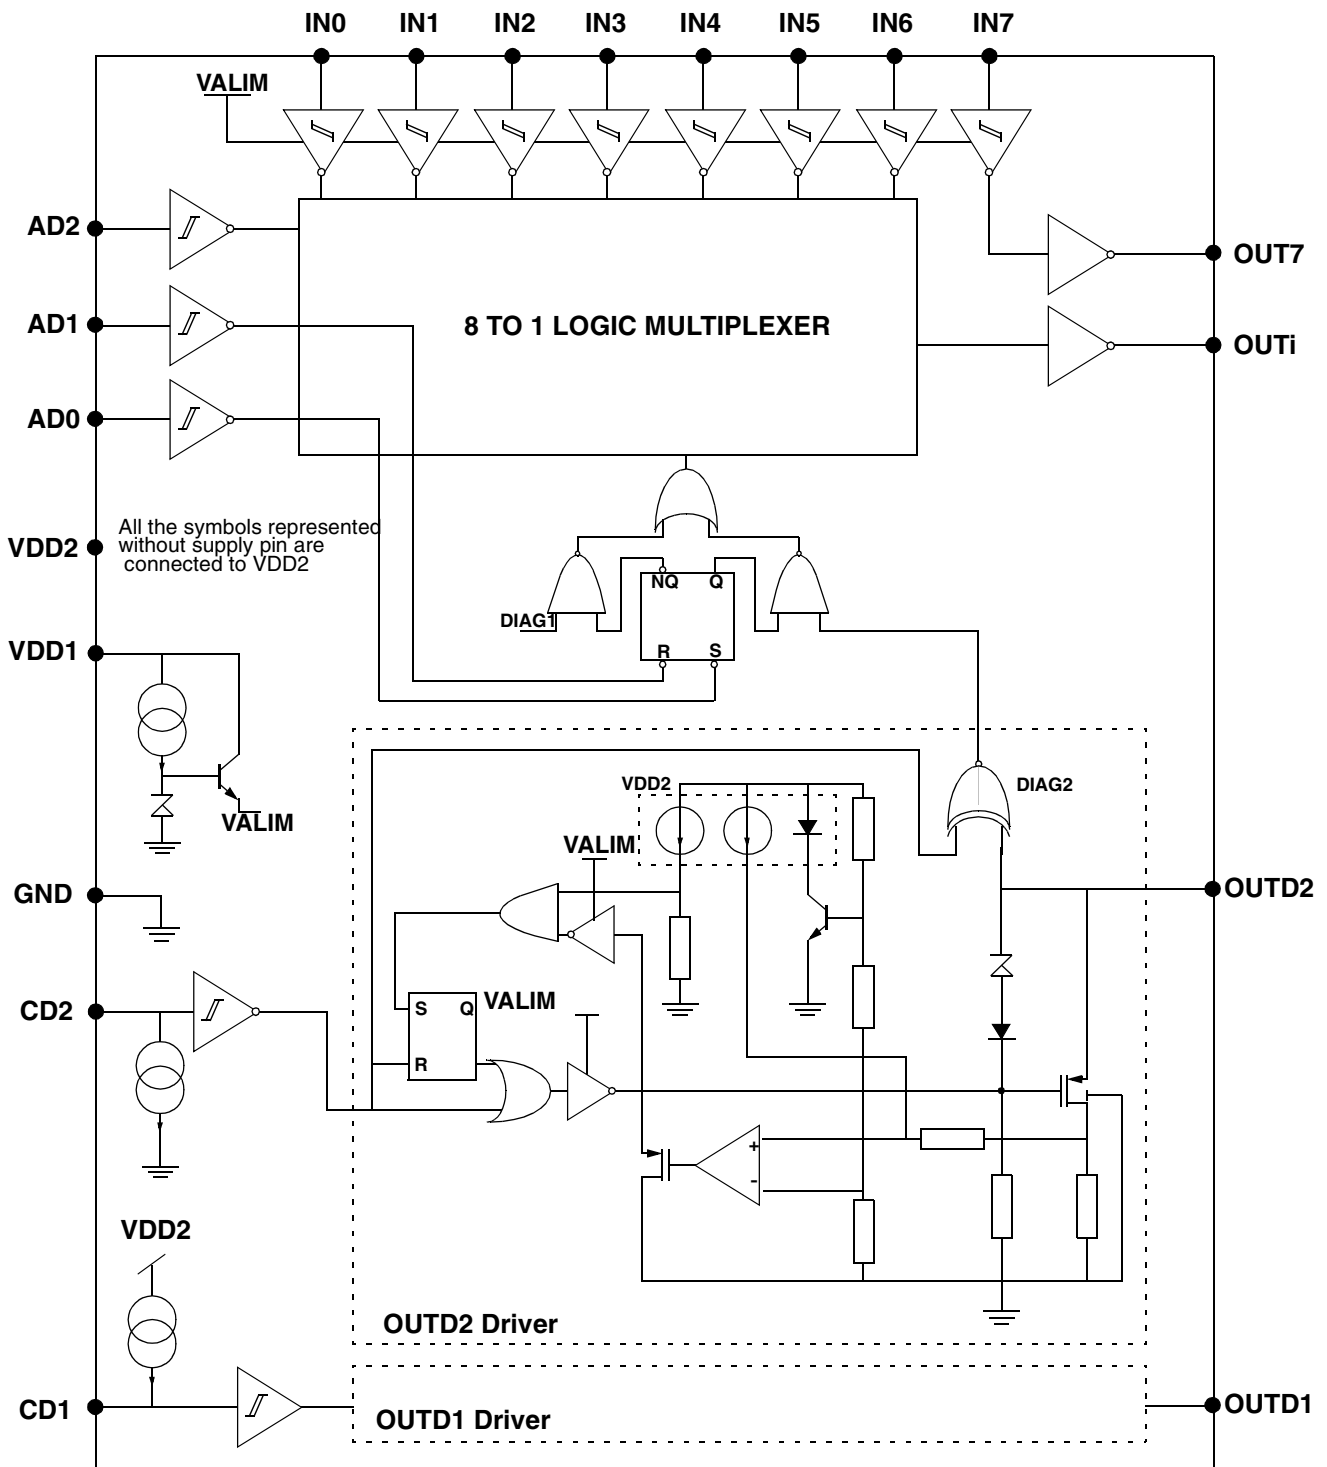 IN0 IN1 IN2 IN3 IN4 IN5 IN6 IN7
VALIM
AD2
OUT7
AD1
8 TO 1 LOGIC MULTIPLEXER
OUTi
AD0
All the symbols represented
without supply pin are
connected to VDD2
VDD2
NQ Q
DIAG1
R S
VDD1
VDD2
DIAG2
VALIM
VALIM
GND
OUTD2
CD2
S Q
VALIM
R
+
-
VDD2
OUTD2 Driver
CD1
OUTD1 Driver
OUTD1